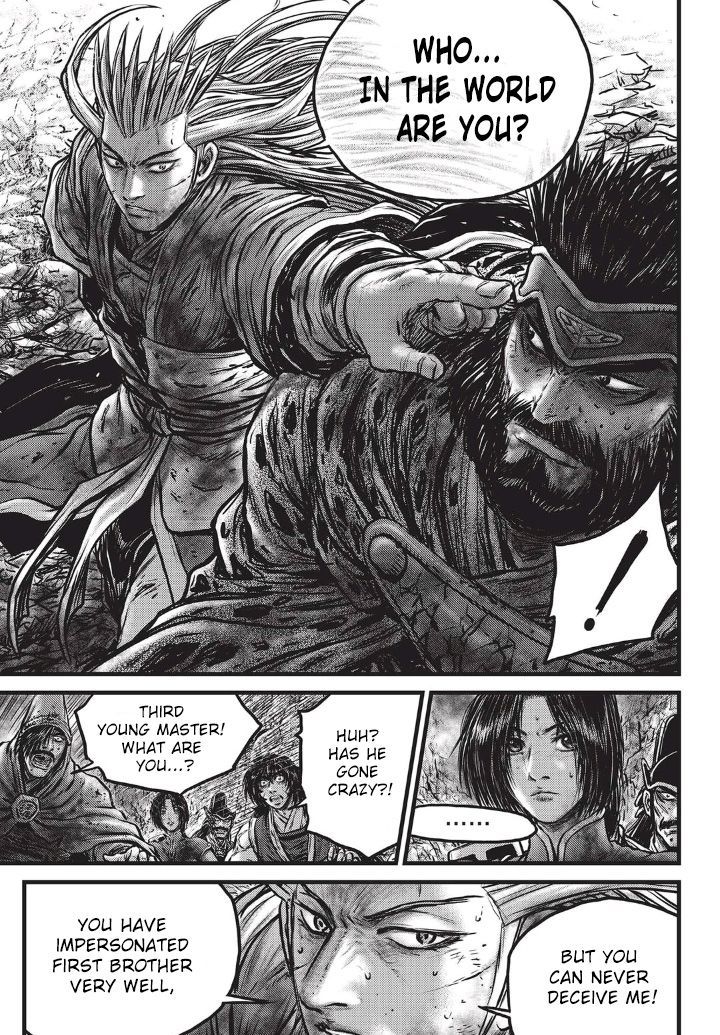 WHO...
IN THE WORLD
ARE YOU?
!
THIRD
YOUNG MASTER!
WHAT ARE
YOU...?
HUH?
HAS HE
GONE
CRAZY?!
......
YOU HAVE
IMPERSONATED
FIRST BROTHER
VERY WELL,
BUT YOU
CAN NEVER
DECEIVE ME!